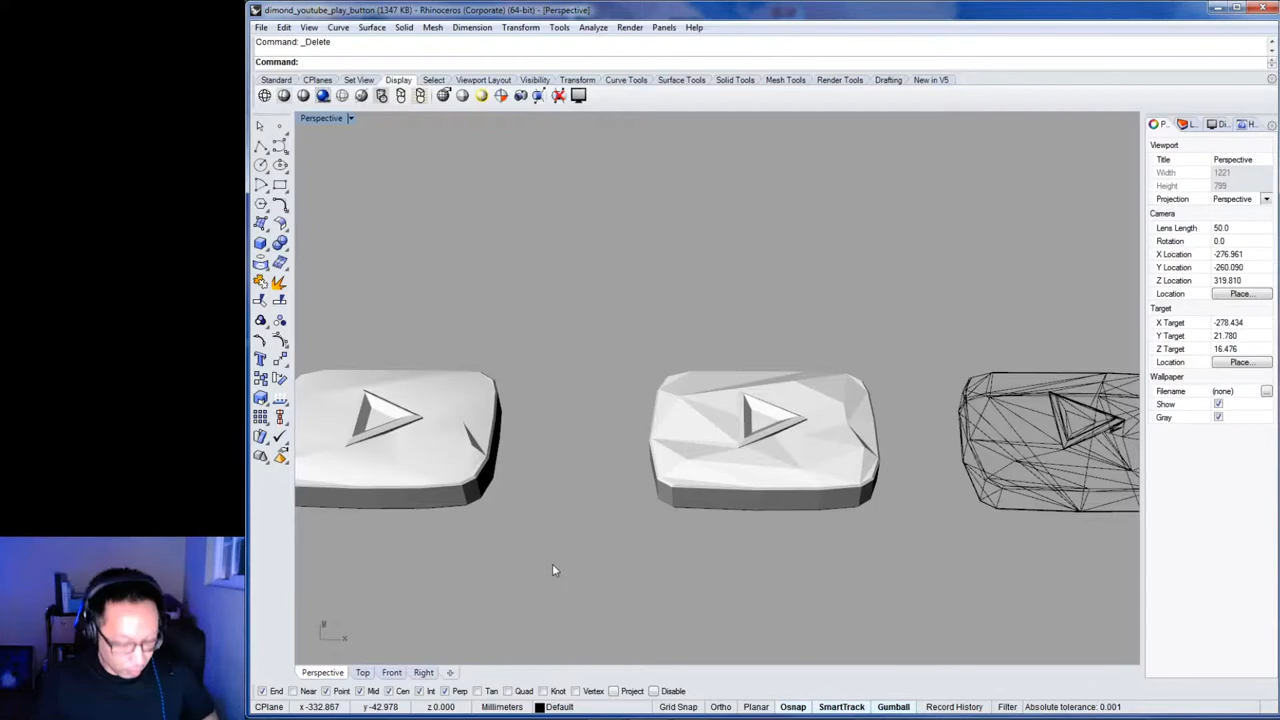 dimond_youtube_play_button (1347 KB) - Rhinoceros (Corporate) (64-bit) - [Perspective]
File Edit View Curve Surface Solid Mesh Dimension Transform Tools Analyze Render Panels Help
Command: _Delete
Command:
Standard CPlanes Set View Display Select Viewport Layout Visibility Transform Curve Tools Surface Tools Solid Tools Mesh Tools Render Tools Drafting New in V5
Perspective
P... L... Di... H...
Viewport
Title Perspective
Width 1221
Height 799
Projection Perspective
Camera
Lens Length 50.0
Rotation 0.0
X Location -276.961
Y Location -260.090
Z Location 319.810
Location Place...
Target
X Target -278.434
Y Target 21.780
Z Target 16.476
Location Place...
Wallpaper
Filename (none)
Show
Gray
x
Perspective Top Front Right
End Near Point Mid Cen Int Perp Tan Quad Knot Vertex Project Disable
CPlane x -332.867 y -42.978 z 0.000 Millimeters Default Grid Snap Ortho Planar Osnap SmartTrack Gumball Record History Filter Absolute tolerance: 0.001